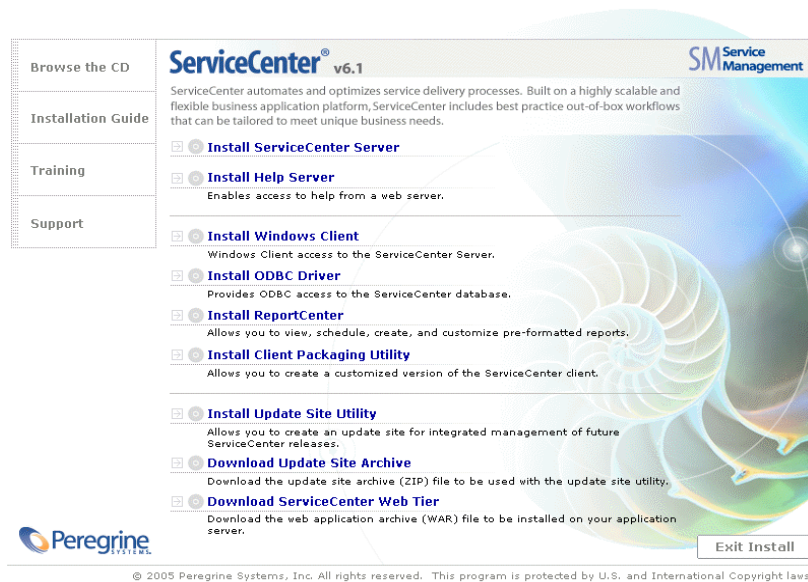 Browse the CD
Installation Guide
Training
Support
ServiceCenter® v6.1
SM Service Management
ServiceCenter automates and optimizes service delivery processes. Built on a highly scalable and
flexible business application platform, ServiceCenter includes best practice out-of-box workflows
that can be tailored to meet unique business needs.
Install ServiceCenter Server
Install Help Server
Enables access to help from a web server.
Install Windows Client
Windows Client access to the ServiceCenter Server.
Install ODBC Driver
Provides ODBC access to the ServiceCenter database.
Install ReportCenter
Allows you to view, schedule, create, and customize pre-formatted reports.
Install Client Packaging Utility
Allows you to create a customized version of the ServiceCenter client.
Install Update Site Utility
Allows you to create an update site for integrated management of future
ServiceCenter releases.
Download Update Site Archive
Download the update site archive (ZIP) file to be used with the update site utility.
Download ServiceCenter Web Tier
Download the web application archive (WAR) file to be installed on your application
server.
Peregrine
SYSTEMS
Exit Install
© 2005 Peregrine Systems, Inc. All rights reserved. This program is protected by U.S. and International Copyright laws